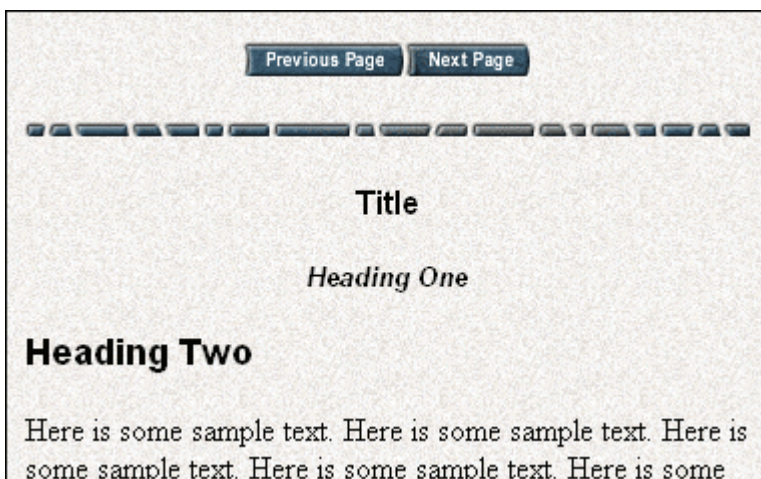 Previous Page Next Page
Title
Heading One
Heading Two
Here is some sample text. Here is some sample text. Here is
some sample text. Here is some sample text. Here is some